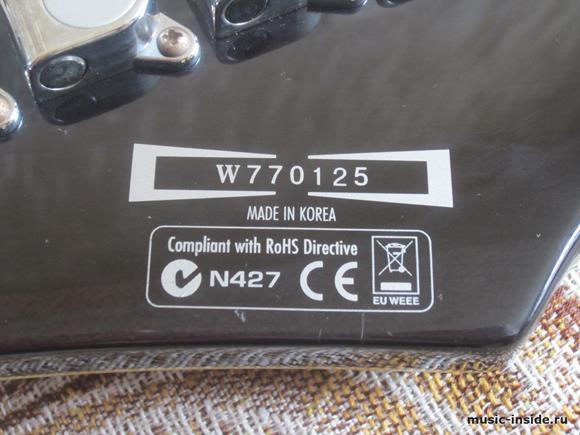 W770125
MADE IN KOREA
Compliant with RoHS Directive
N427 CE
EU WEEE
music-inside.ru